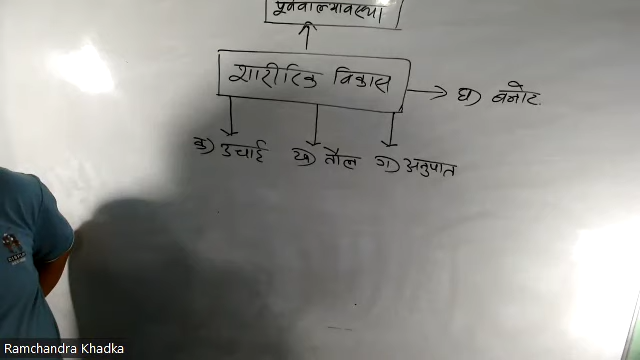 पूर्वबाल्यावस्था
शारीरिक विकास
घ) बनोट
क) उचाई
ख) तौल
ग) अनुपात
Ramchandra Khadka